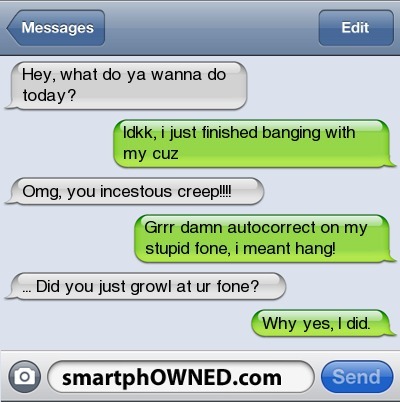 Messages
Edit
Hey, what do ya wanna do
today?
Idkk, i just finished banging with
my cuz
Omg, you incestous creep!!!!
Grrr damn autocorrect on my
stupid fone, i meant hang!
... Did you just growl at ur fone?
Why yes, I did.
smartphOWNED.com
Send